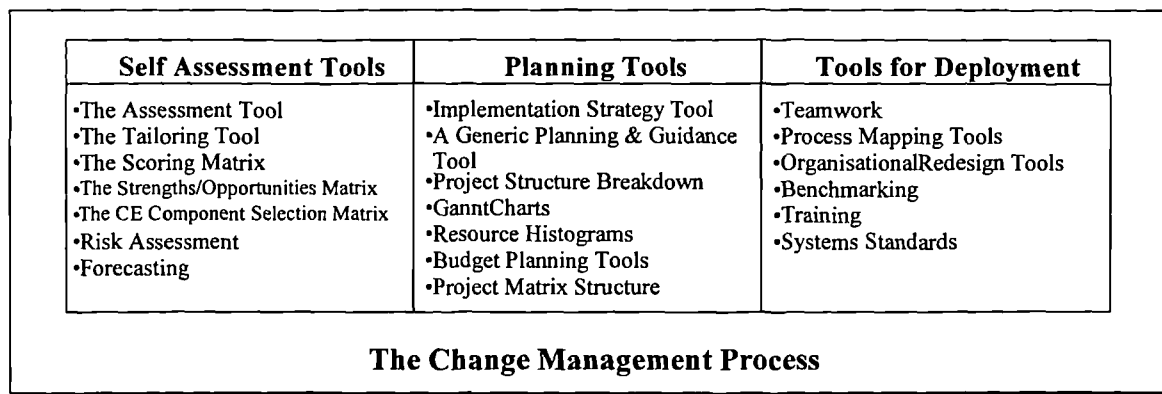 Self Assessment Tools
•The Assessment Tool
•The Tailoring Tool
•The Scoring Matrix
•The Strengths/Opportunities Matrix
•The CE Component Selection Matrix
•Risk Assessment
•Forecasting
Planning Tools
•Implementation Strategy Tool
•A Generic Planning & Guidance
Tool
•Project Structure Breakdown
•GanntCharts
•Resource Histograms
•Budget Planning Tools
•Project Matrix Structure
Tools for Deployment
•Teamwork
•Process Mapping Tools
•OrganisationalRedesign Tools
•Benchmarking
•Training
•Systems Standards
The Change Management Process